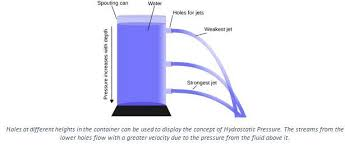 Spouting can
Water
Holes for jets
Weakest jet
Pressure increases with depth
Strongest jet
Holes at different heights in the container can be used to display the concept of Hydrostatic Pressure. The streams from the
lower holes flow with a greater velocity due to the pressure from the fluid above it.